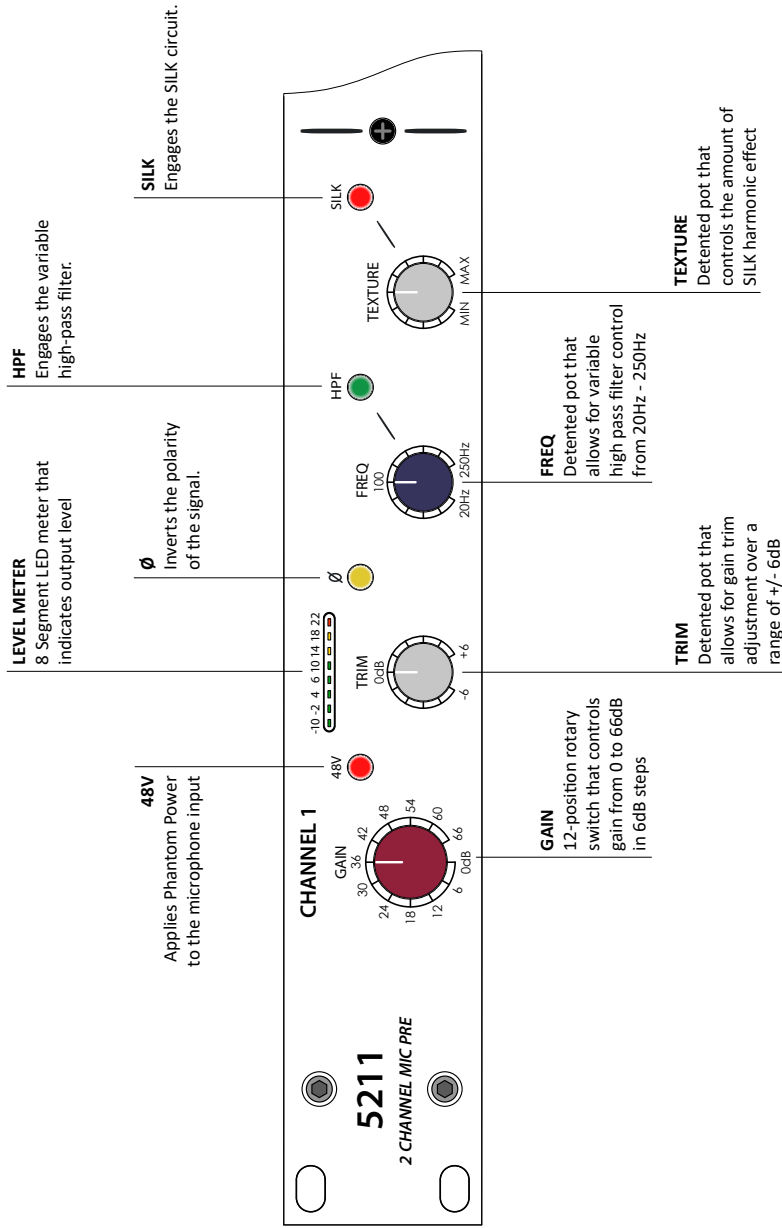 48V
Applies Phantom Power
to the microphone input
LEVEL METER
8 Segment LED meter that
indicates output level
Ø
Inverts the polarity
of the signal.
HPF
Engages the variable
high-pass filter.
SILK
Engages the SILK circuit.
5211
2 CHANNEL MIC PRE
CHANNEL 1
GAIN
0dB 6 12 18 24 30 36 42 48 54 60 66
48V
-10 -2 4 6 10 14 18 22
TRIM
0dB
-6 +6
Ø
FREQ
100
20Hz 250Hz
HPF
TEXTURE
MIN MAX
SILK
GAIN
12-position rotary
switch that controls
gain from 0 to 66dB
in 6dB steps
TRIM
Detented pot that
allows for gain trim
adjustment over a
range of +/- 6dB
FREQ
Detented pot that
allows for variable
high pass filter control
from 20Hz - 250Hz
TEXTURE
Detented pot that
controls the amount of
SILK harmonic effect